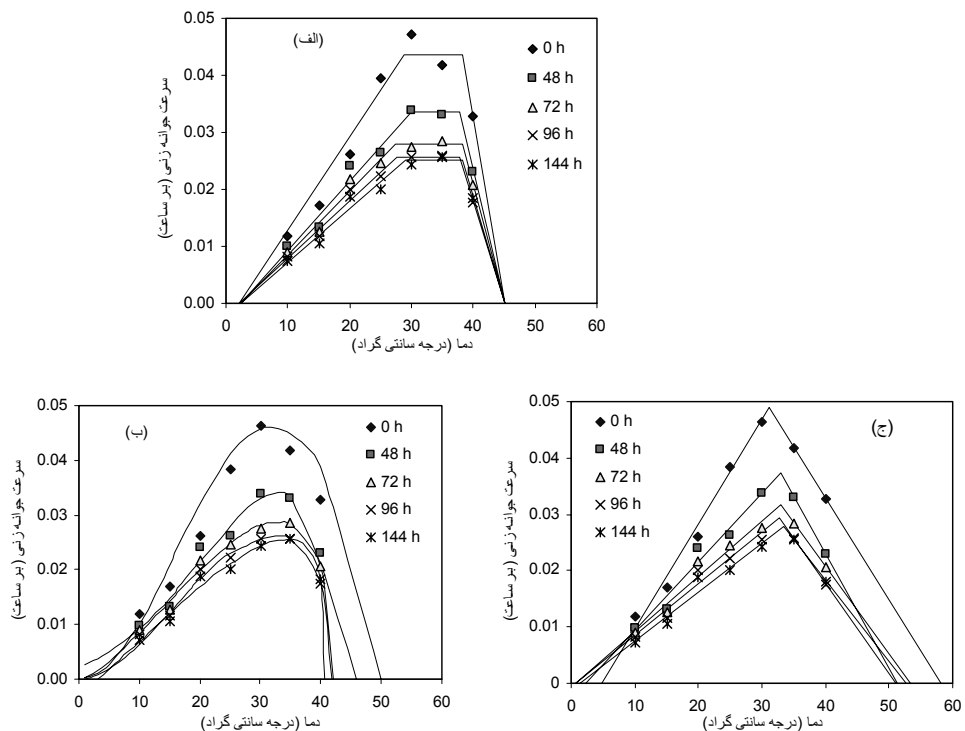 (الف)
0 h
48 h
72 h
96 h
144 h
0.05
0.04
0.03
0.02
0.01
0.00
0 10 20 30 40 50 60
سرعت جوانه زنی (بر ساعت)
دما (درجه سانتی گراد)
(ب)
0 h
48 h
72 h
96 h
144 h
0.05
0.04
0.03
0.02
0.01
0.00
0 10 20 30 40 50 60
سرعت جوانه زنی (بر ساعت)
دما (درجه سانتی گراد)
(ج)
0 h
48 h
72 h
96 h
144 h
0.05
0.04
0.03
0.02
0.01
0
0 10 20 30 40 50 60
سرعت جوانه زنی (بر ساعت)
دما (درجه سانتی گراد)